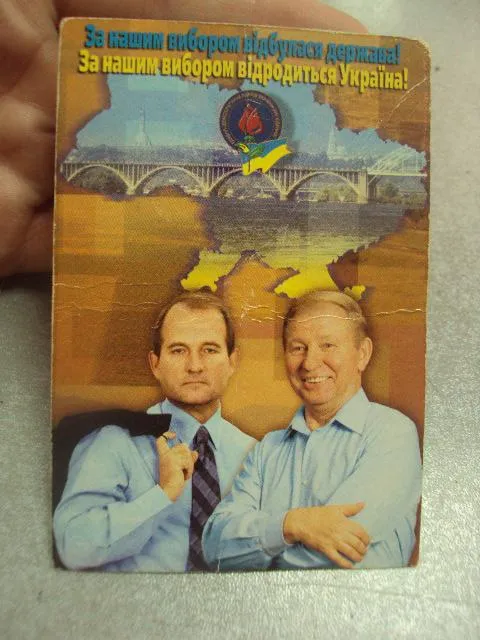 За нашим вибором відбулася держава!
За нашим вибором відродиться Україна!